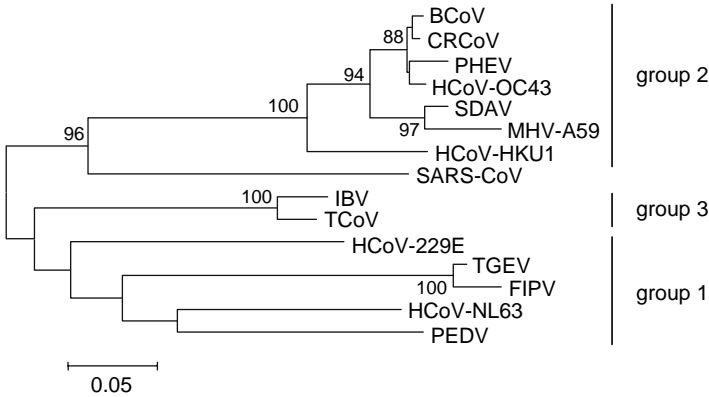 BCoV
88
CRCoV
PHEV
94
group 2
HCoV-OC43
100
SDAV
97
MHV-A59
96
HCoV-HKU1
SARS-CoV
100
IBV
group 3
TCoV
HCoV-229E
TGEV
100
FIPV
group 1
HCoV-NL63
PEDV
0.05